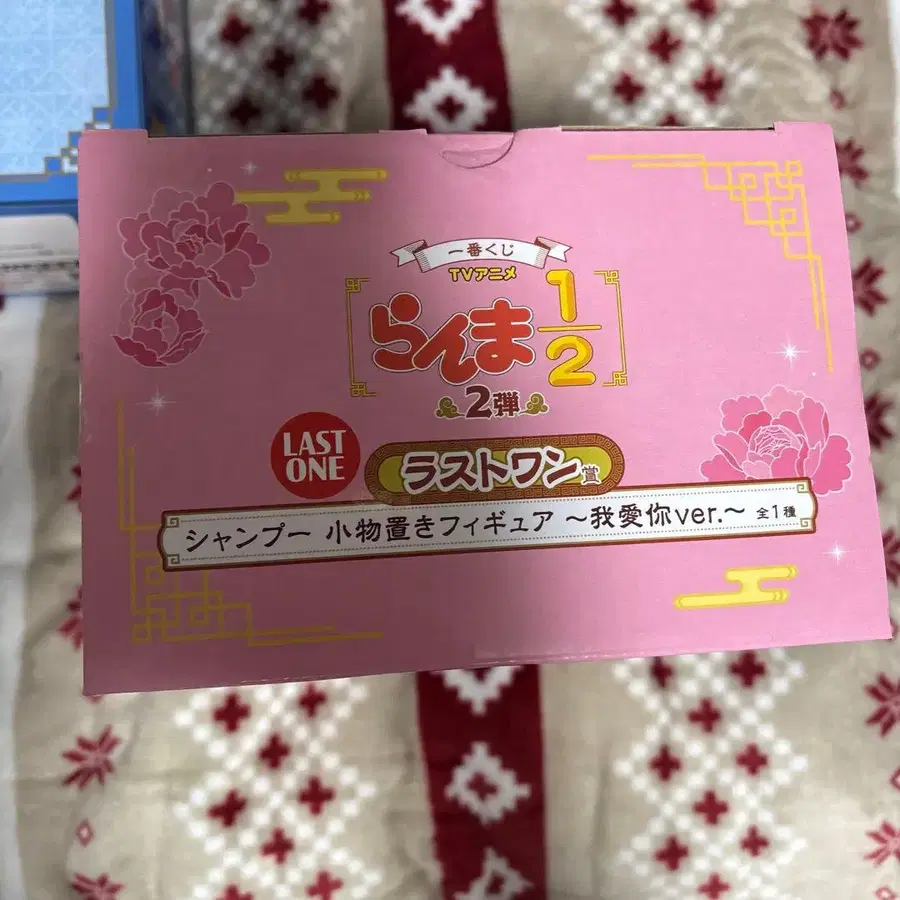 一番くじ
TVアニメ
らんま1/2
2弾
LAST
ONE
ラストワン賞
シャンプー 小物置きフィギュア ～我愛你ver.～ 全1種